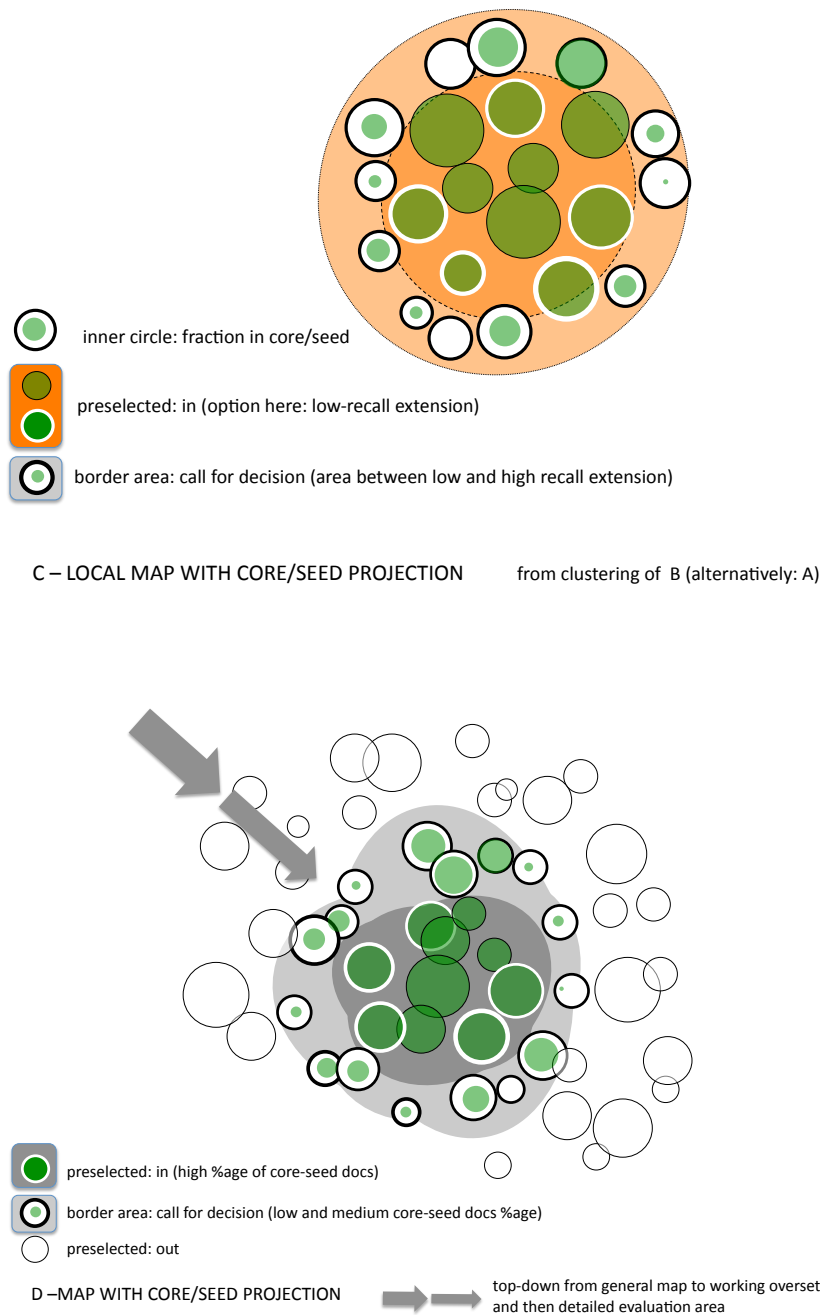 inner circle: fraction in core/seed
preselected: in (option here: low-recall extension)
border area: call for decision (area between low and high recall extension)
C – LOCAL MAP WITH CORE/SEED PROJECTION from clustering of B (alternatively: A)
preselected: in (high %age of core-seed docs)
border area: call for decision (low and medium core-seed docs %age)
preselected: out
D –MAP WITH CORE/SEED PROJECTION
top-down from general map to working overset
and then detailed evaluation area